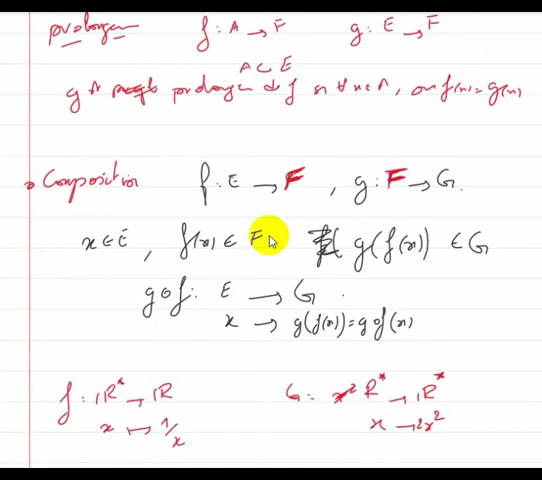 prolongement f : A → F g : E → F
A ⊂ E
g est prolongement de f si ∀x∈A, on f(x) = g(x)
• Composition f : E → F , g : F → G.
x ∈ E , f(x) ∈ F g(f(x)) ∈ G
g∘f : E → G
x → g(f(x)) = g∘f(x)
f : ℝ* → ℝ G : ℝ* → ℝ*
x ↦ 1/x x → 2x²